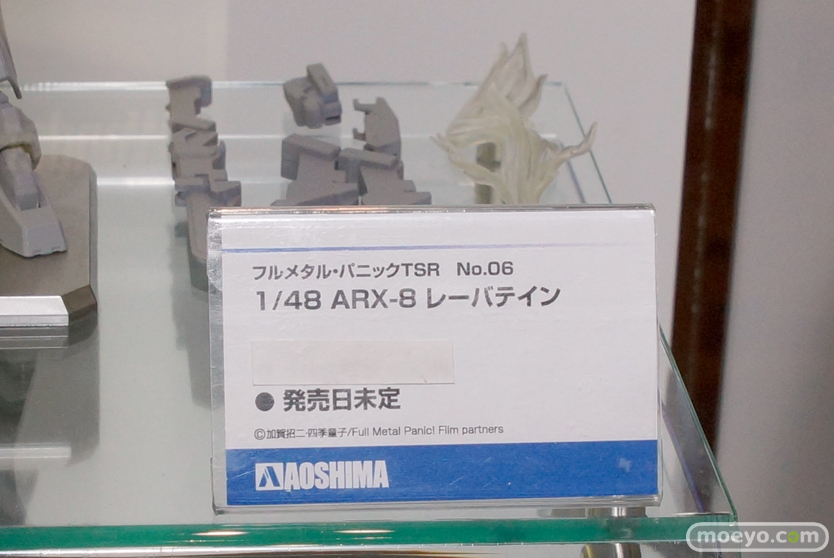 フルメタル・パニックTSR No.06
1/48 ARX-8 レーバテイン
● 発売日未定
©加賀招二・四季童子/Full Metal Panic! Film partners
AOSHIMA
moeyo.com